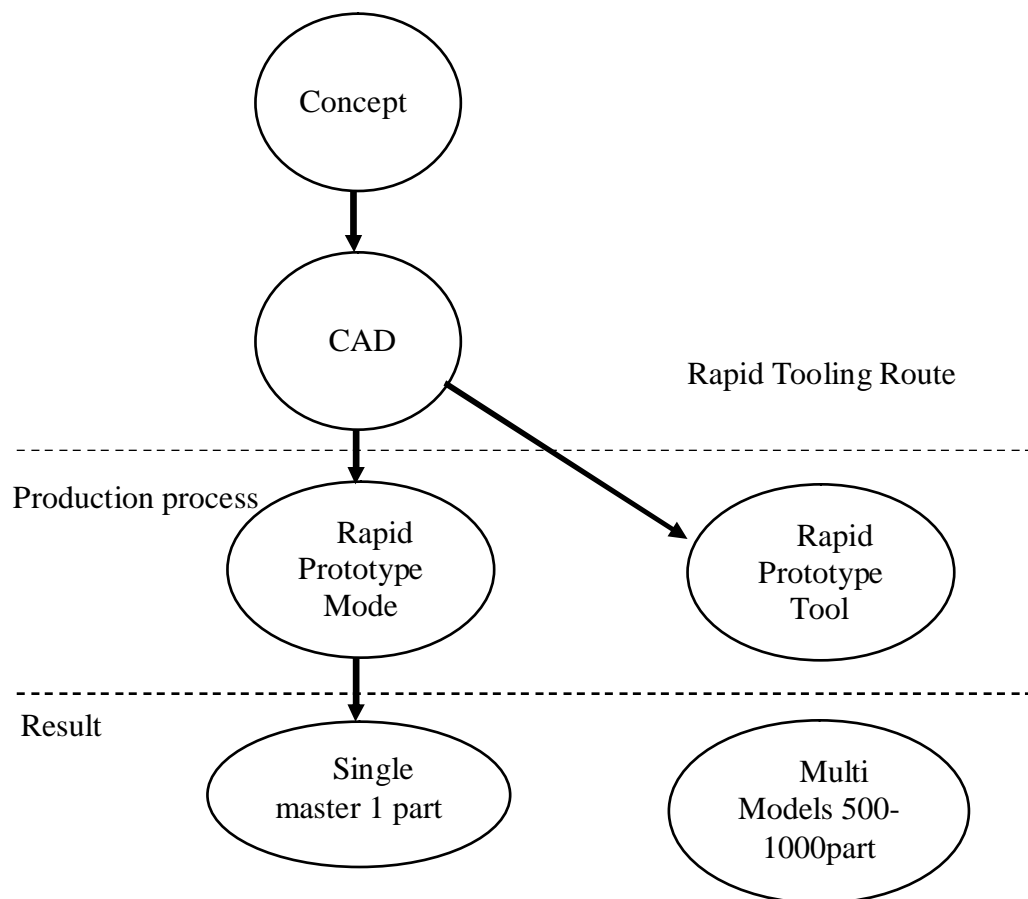 Concept
CAD
Rapid Tooling Route
Production process
Rapid
Prototype
Mode
Rapid
Prototype
Tool
Result
Single
master 1 part
Multi
Models 500-
1000part